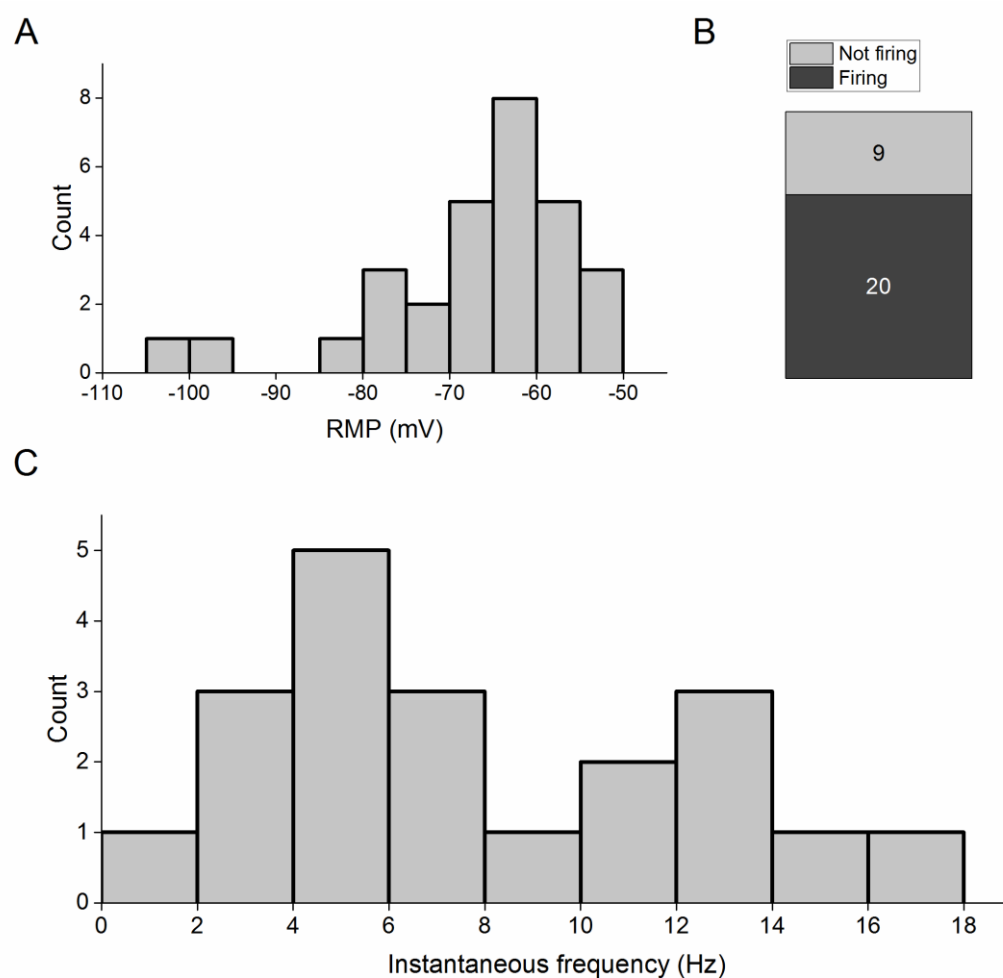 A
8
6
4
2
0
Count
-110 -100 -90 -80 -70 -60 -50
RMP (mV)
B
Not firing
Firing
9
20
C
5
4
3
2
1
0
Count
0 2 4 6 8 10 12 14 16 18
Instantaneous frequency (Hz)